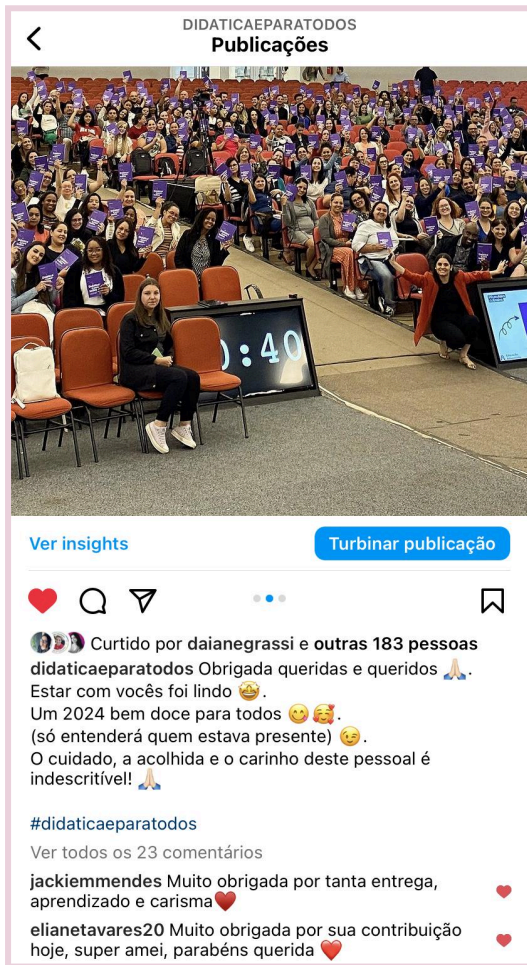 DIDATICAEPARATODOS
Publicações
:40
Ver insights
Turbinar publicação
Curtido por daianegrassi e outras 183 pessoas
didaticaeparatodos Obrigada queridas e queridos 🙏🏻.
Estar com vocês foi lindo 🤩.
Um 2024 bem doce para todos 😋🥰.
(só entenderá quem estava presente) 😉.
O cuidado, a acolhida e o carinho deste pessoal é
indescritível! 🙏🏻
#didaticaeparatodos
Ver todos os 23 comentários
jackiemmendes Muito obrigada por tanta entrega,
aprendizado e carisma♥️
elianetavares20 Muito obrigada por sua contribuição
hoje, super amei, parabéns querida ❤️